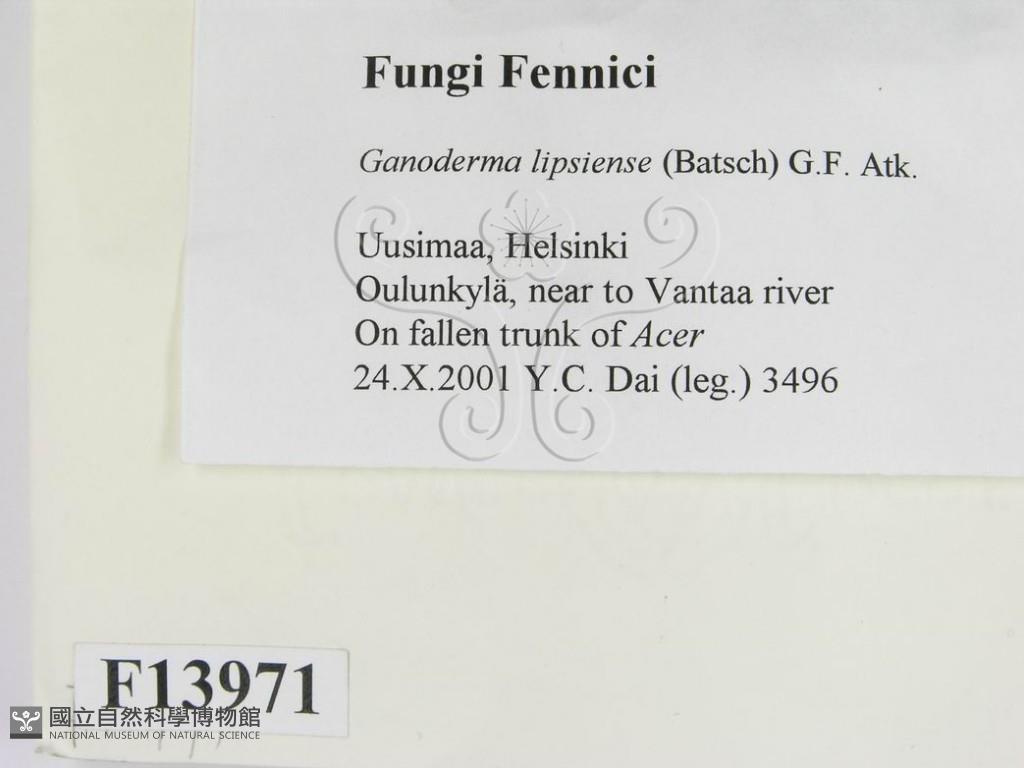 Fungi Fennici
Ganoderma lipsiense (Batsch) G.F. Atk.
Uusimaa, Helsinki
Oulunkylä, near to Vantaa river
On fallen trunk of Acer
24.X.2001 Y.C. Dai (leg.) 3496
F13971
國立自然科學博物館
NATIONAL MUSEUM OF NATURAL SCIENCE